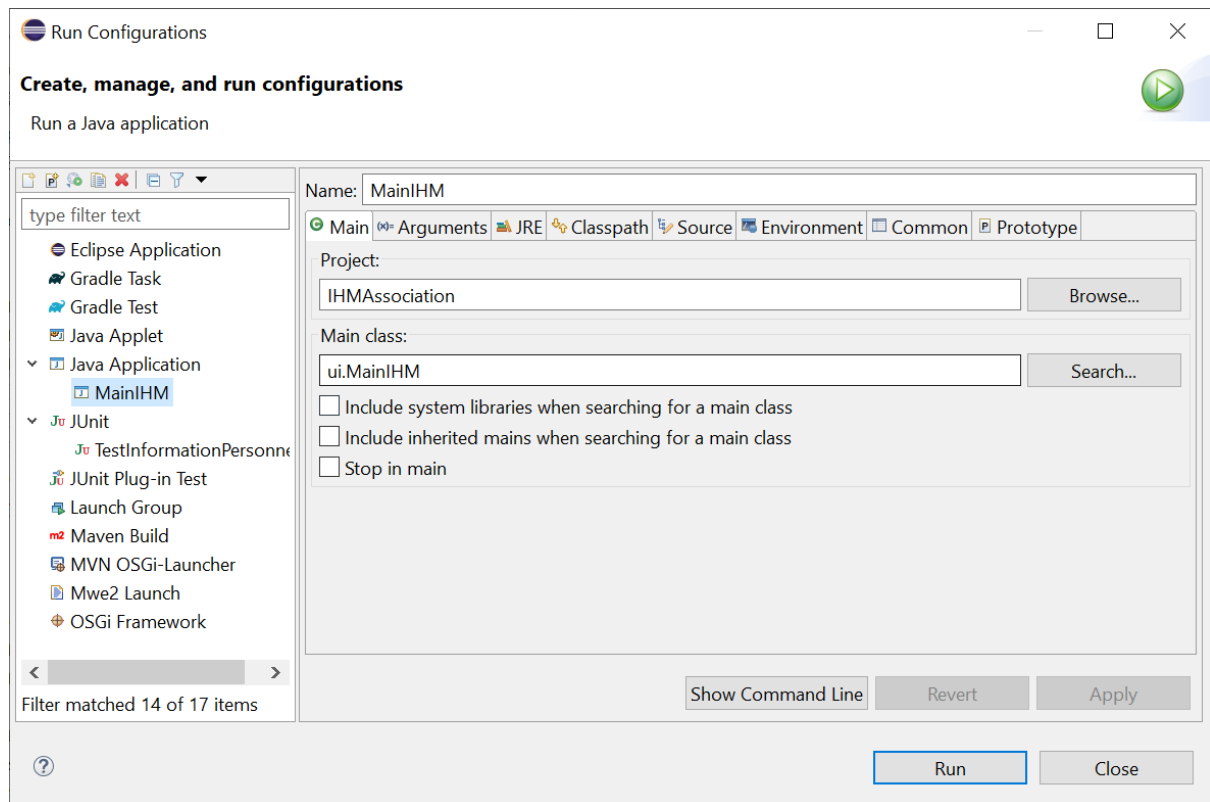 Run Configurations
Create, manage, and run configurations
Run a Java application
type filter text
Eclipse Application
Gradle Task
Gradle Test
Java Applet
Java Application
MainIHM
JUnit
TestInformationPersonne
JUnit Plug-in Test
Launch Group
Maven Build
MVN OSGi-Launcher
Mwe2 Launch
OSGi Framework
Filter matched 14 of 17 items
Name: MainIHM
Main Arguments JRE Classpath Source Environment Common Prototype
Project:
IHMAssociation Browse...
Main class:
ui.MainIHM Search...
Include system libraries when searching for a main class
Include inherited mains when searching for a main class
Stop in main
Show Command Line Revert Apply
Run Close